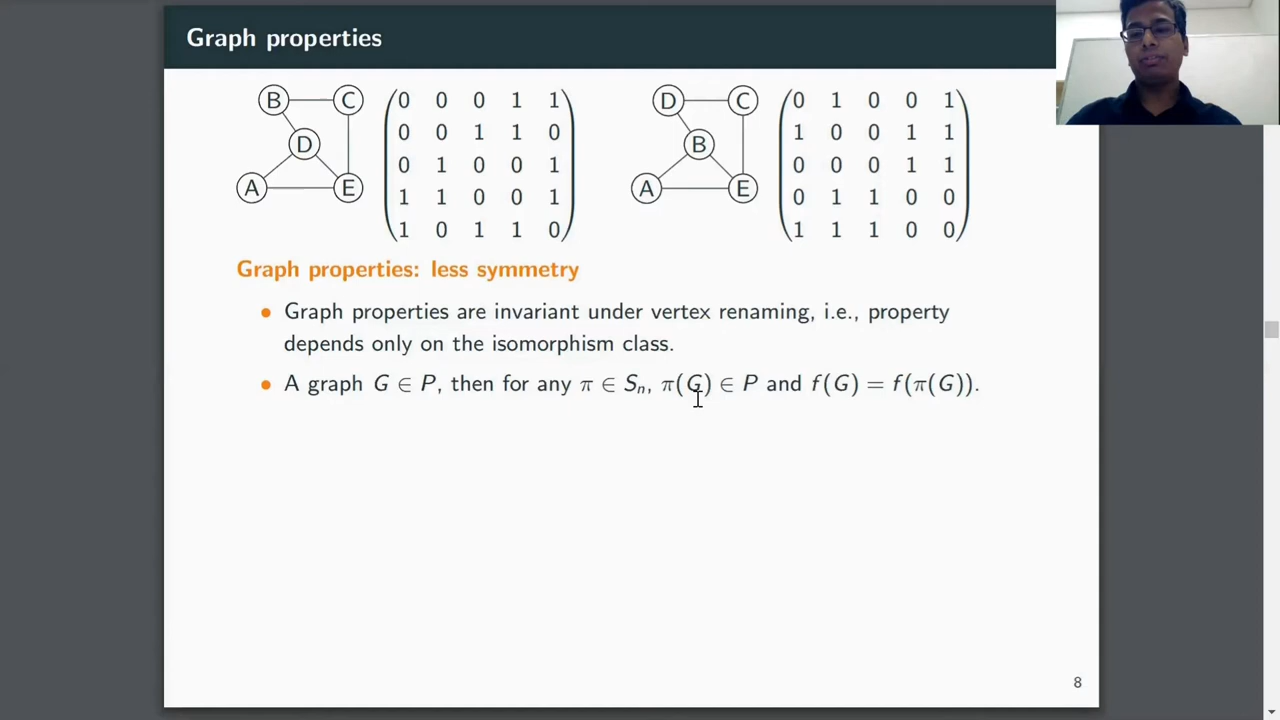 Graph properties
B C
D
A E
0 0 0 1 1
0 0 1 1 0
0 1 0 0 1
1 1 0 0 1
1 0 1 1 0
D C
B
A E
0 1 0 0 1
1 0 0 1 1
0 0 0 1 1
0 1 1 0 0
1 1 1 0 0
Graph properties: less symmetry
• Graph properties are invariant under vertex renaming, i.e., property
depends only on the isomorphism class.
• A graph G ∈ P, then for any π ∈ Sₙ, π(G) ∈ P and f(G) = f(π(G)).
8